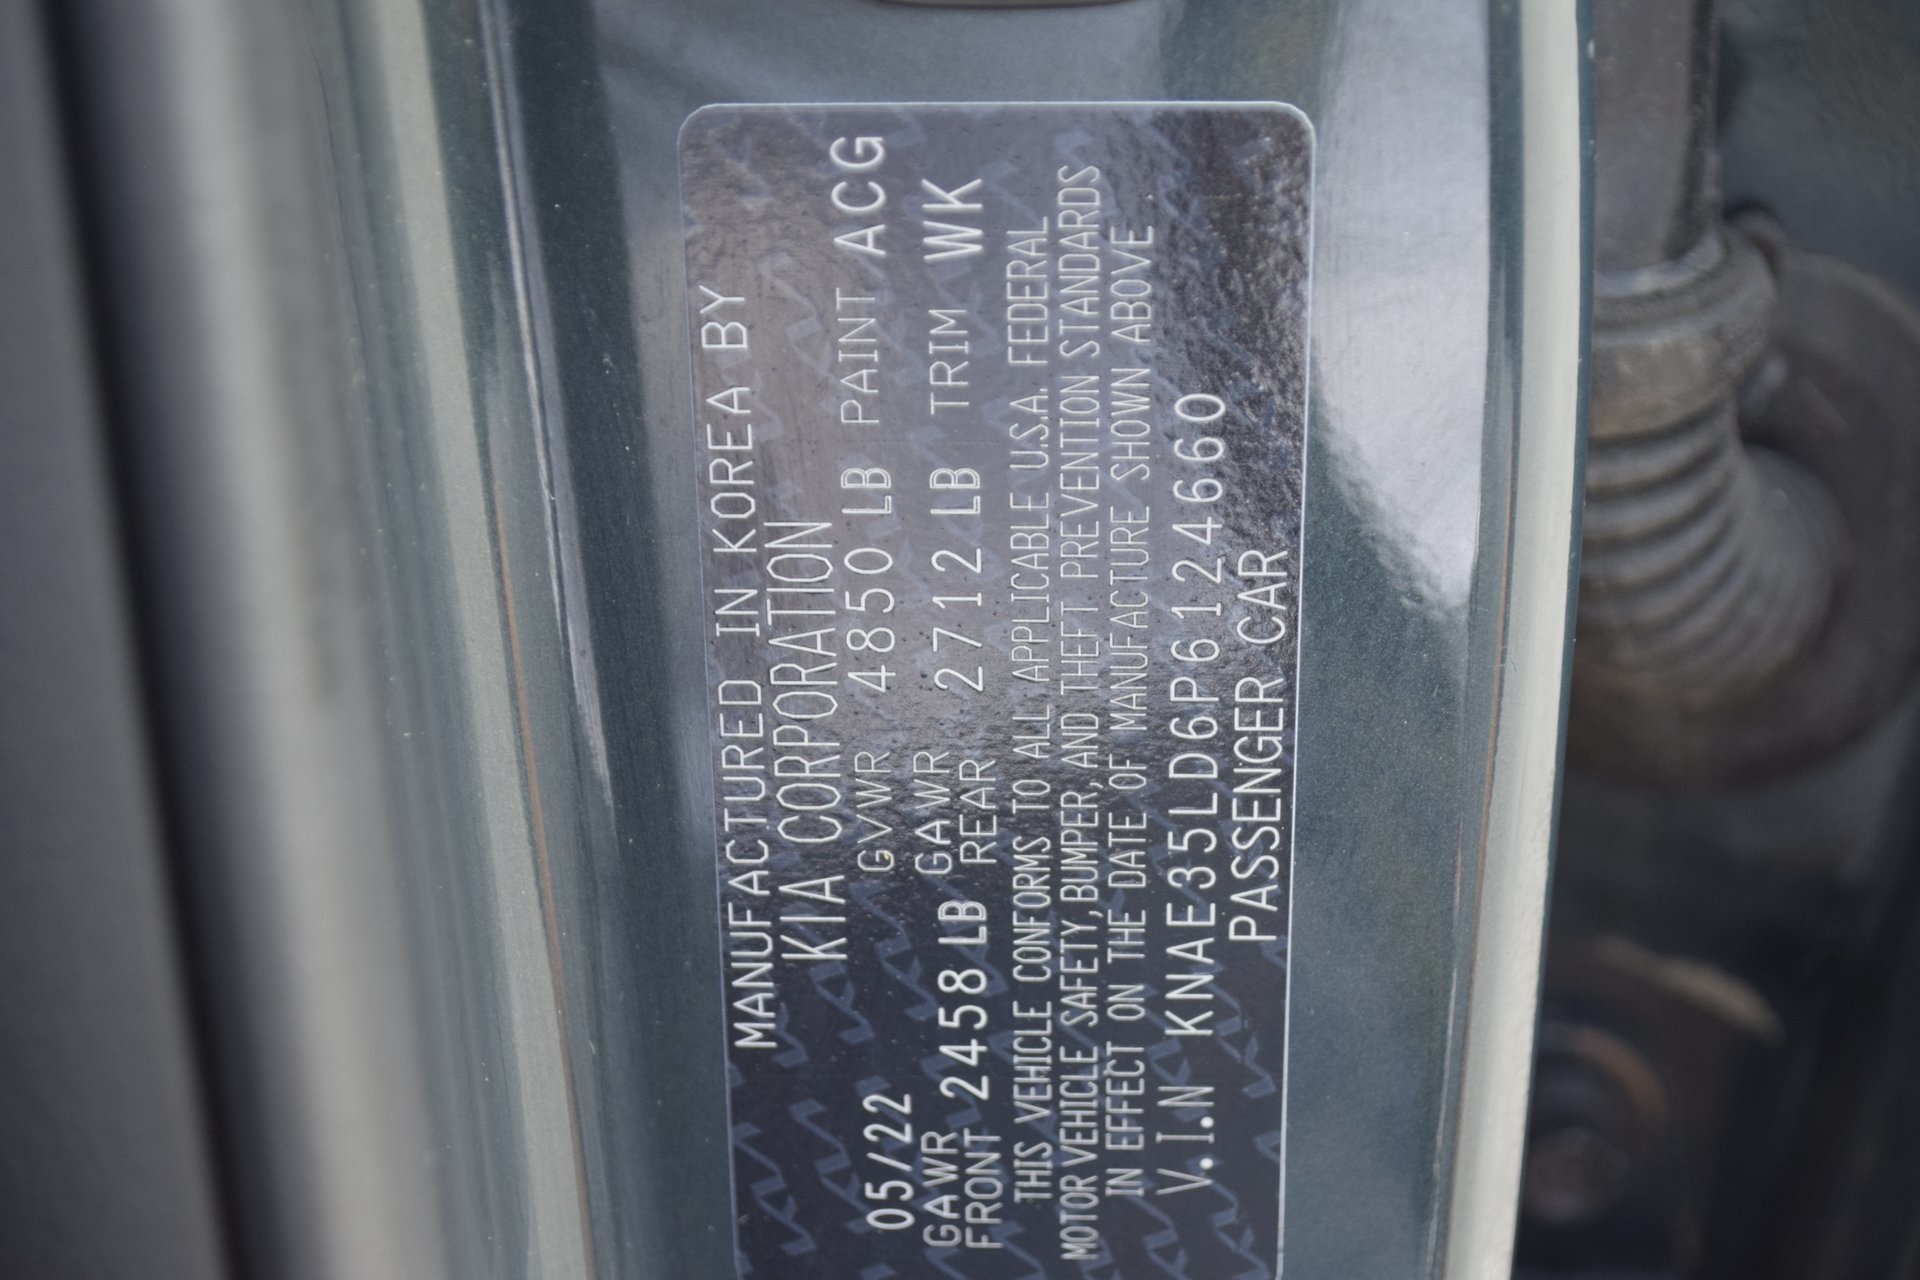 MANUFACTURED IN KOREA BY
KIA CORPORATION
05/22 GVWR 4850 LB PAINT ACG
GAWR FRONT 2458 LB GAWR REAR 2712 LB TRIM WK
THIS VEHICLE CONFORMS TO ALL APPLICABLE U.S.A. FEDERAL
MOTOR VEHICLE SAFETY, BUMPER, AND THEFT PREVENTION STANDARDS
IN EFFECT ON THE DATE OF MANUFACTURE SHOWN ABOVE.
V.I.N KNAE35LD6P6124660
PASSENGER CAR